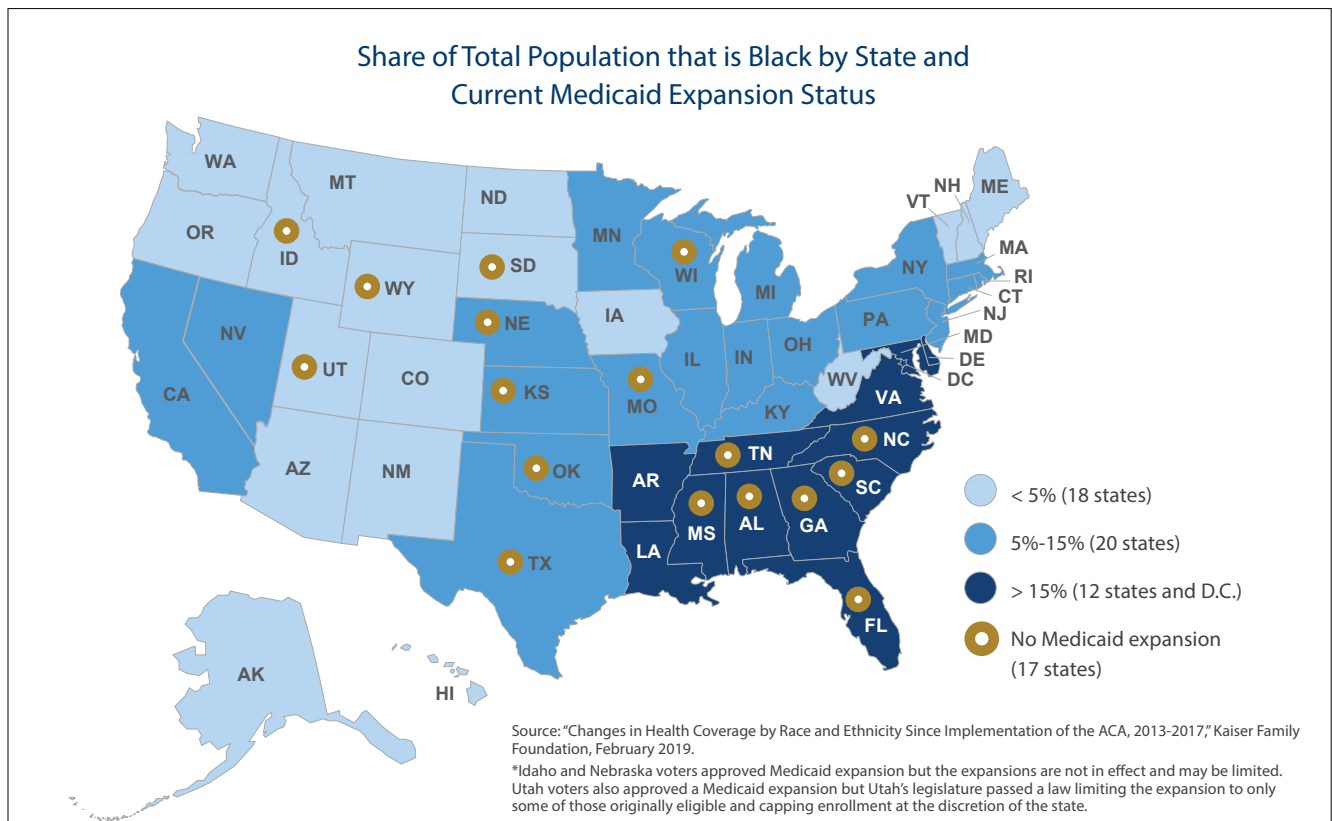 Share of Total Population that is Black by State and
Current Medicaid Expansion Status
WA
MT
ND
MN
OR
ID
SD
WI
WY
MI
NE
IA
NV
UT
CO
CA
KS
MO
IL
IN
OH
KY
WV
PA
NY
VT
NH
ME
MA
RI
CT
NJ
MD
DE
DC
VA
NC
TN
SC
AZ
NM
OK
AR
TX
LA
MS
AL
GA
FL
AK
HI
< 5% (18 states)
5%-15% (20 states)
> 15% (12 states and D.C.)
No Medicaid expansion
(17 states)
Source: “Changes in Health Coverage by Race and Ethnicity Since Implementation of the ACA, 2013-2017,” Kaiser Family
Foundation, February 2019.
*Idaho and Nebraska voters approved Medicaid expansion but the expansions are not in effect and may be limited.
Utah voters also approved a Medicaid expansion but Utah’s legislature passed a law limiting the expansion to only
some of those originally eligible and capping enrollment at the discretion of the state.